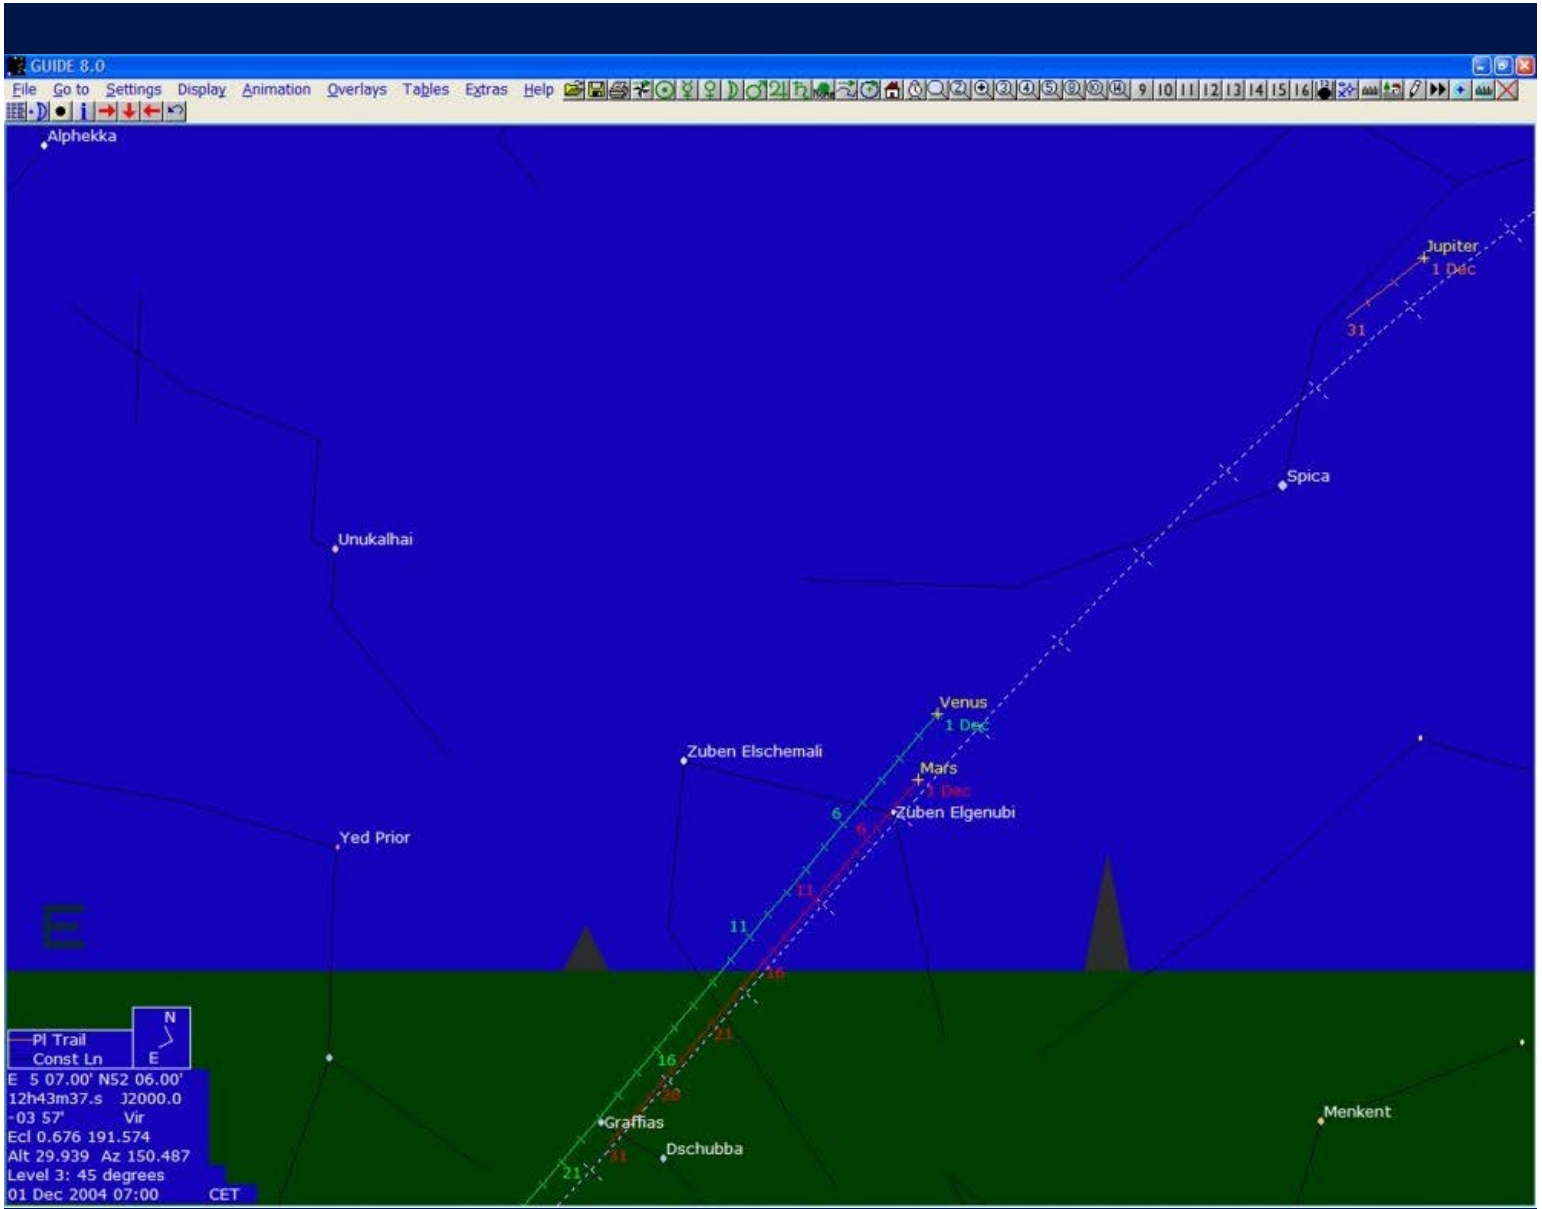 GUIDE 8.0
File Go to Settings Display Animation Overlays Tables Extras Help
9 10 11 12 13 14 15 16
Alphekka
Jupiter
1 Dec
31
Spica
Unukalhai
Venus
1 Dec
Zuben Elschemali
Mars
1 Dec
Zuben Elgenubi
6
6
Yed Prior
11
11
E
16
21
16
26
Graffias
Dschubba
31
21
Menkent
N
E
Pl Trail
Const Ln
E 5 07.00' N52 06.00'
12h43m37.s J2000.0
-03 57' Vir
Ecl 0.676 191.574
Alt 29.939 Az 150.487
Level 3: 45 degrees
01 Dec 2004 07:00 CET